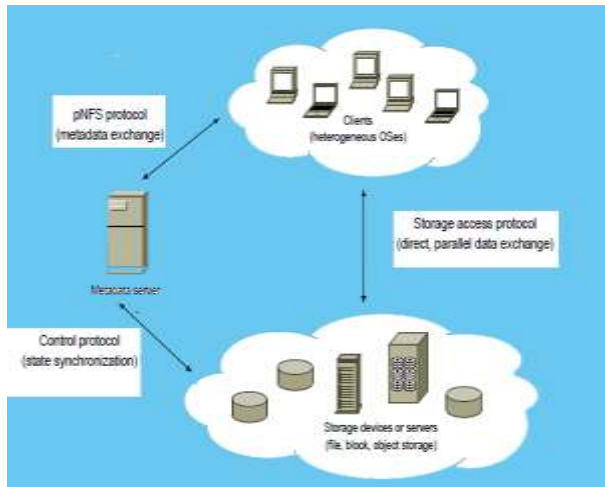 pNFS protocol
(metadata exchange)
Clients
(heterogeneous OSes)
Storage access protocol
(direct, parallel data exchange)
Metadata server
Control protocol
(state synchronization)
Storage devices or servers
(file, block, object storage)